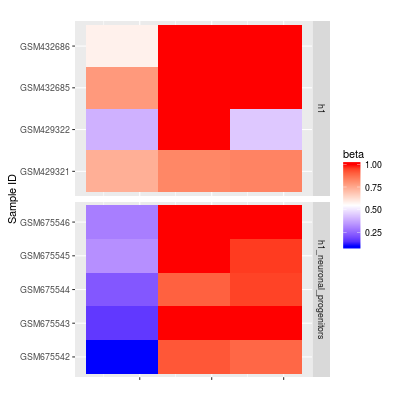 GSM432686
GSM432685
GSM429322
GSM429321
h1
GSM675546
GSM675545
GSM675544
GSM675543
GSM675542
h1_neuronal_progenitors
Sample ID
beta
1.00
0.75
0.50
0.25